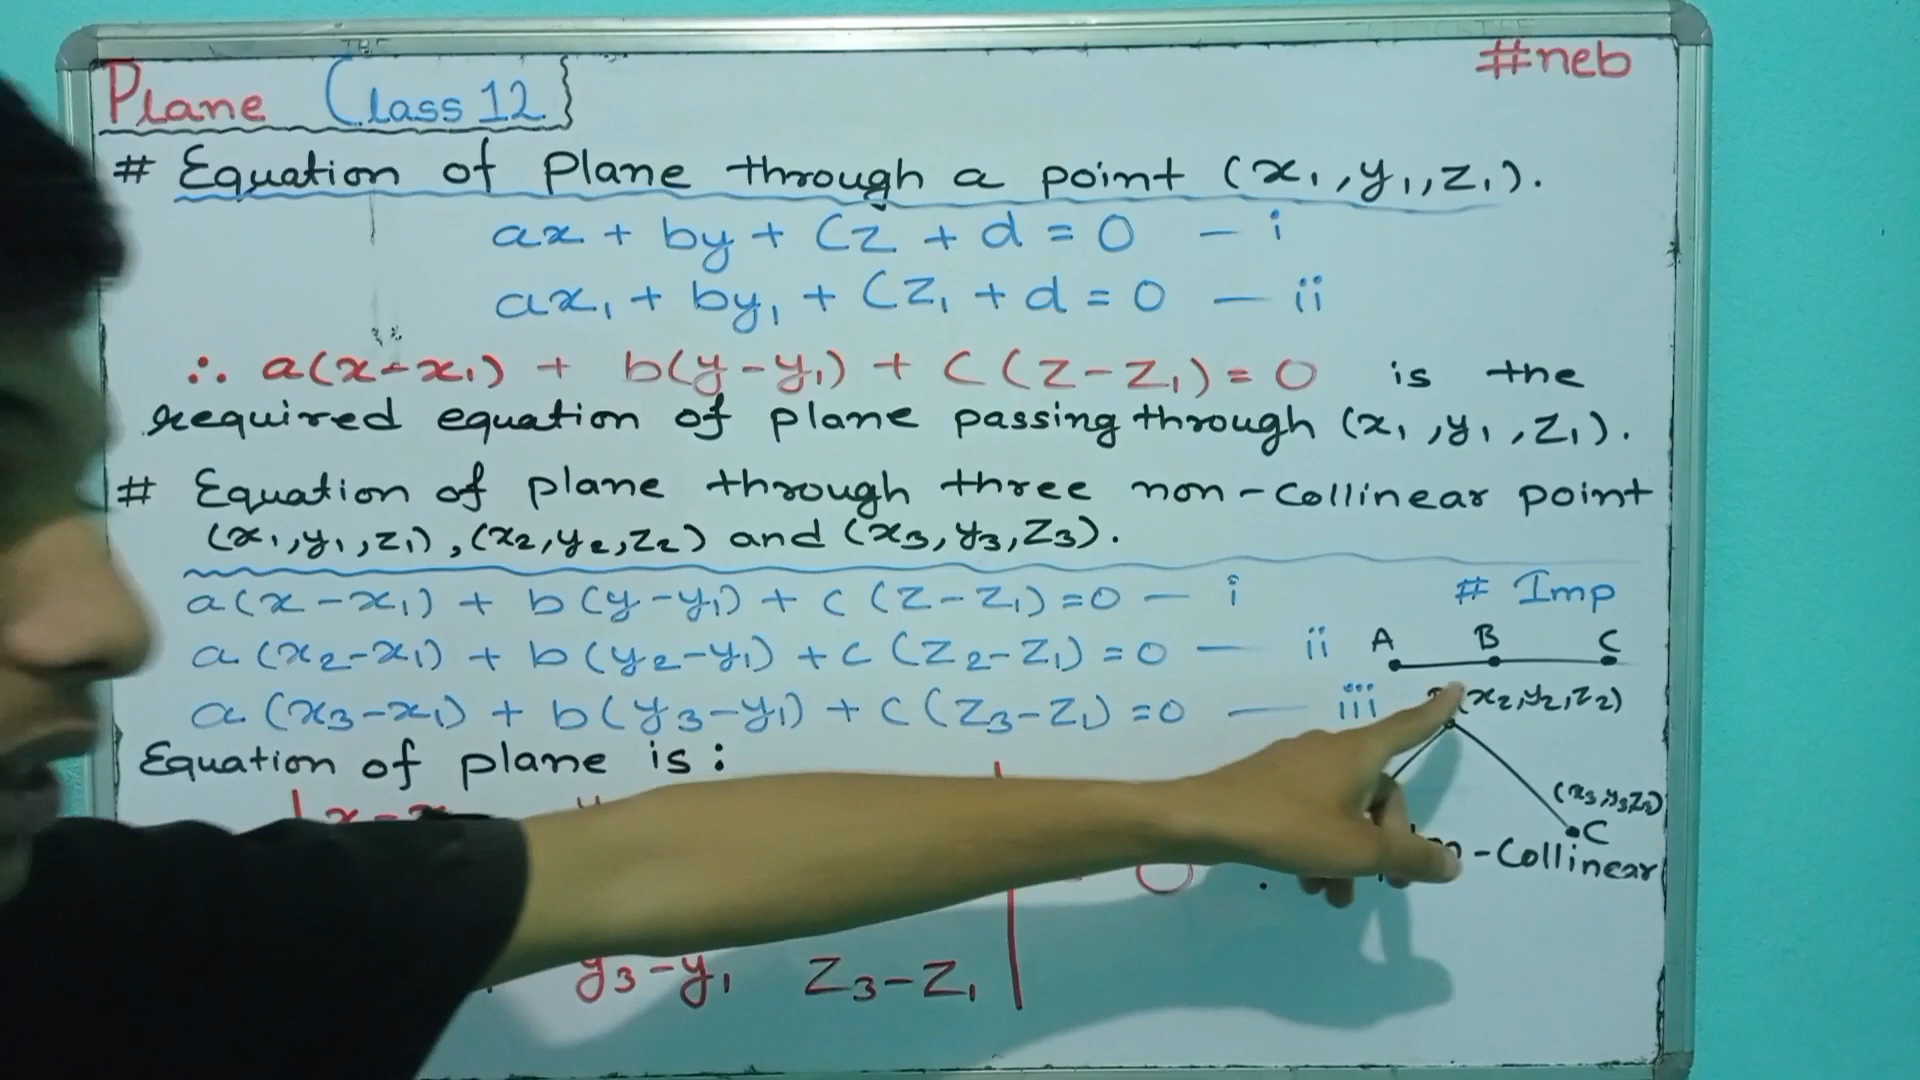 #neb
Plane Class 12}
# Equation of plane through a point (x₁,y₁,z₁).
ax + by + cz + d = 0 — i
ax₁ + by₁ + cz₁ + d = 0 — ii
∴ a(x-x₁) + b(y-y₁) + c(z-z₁) = 0 is the
required equation of plane passing through (x₁,y₁,z₁).
# Equation of plane through three non-collinear point
(x₁,y₁,z₁), (x₂,y₂,z₂) and (x₃,y₃,z₃).
a(x-x₁) + b(y-y₁) + c(z-z₁) = 0 — i
a(x₂-x₁) + b(y₂-y₁) + c(z₂-z₁) = 0 — ii
a(x₃-x₁) + b(y₃-y₁) + c(z₃-z₁) = 0 — iii
Equation of plane is:
x-x
0 .
y₃-y₁ z₃-z₁
# Imp
A B C
(x₂,y₂,z₂)
(x₃,y₃,z₃)
C
-Collinear